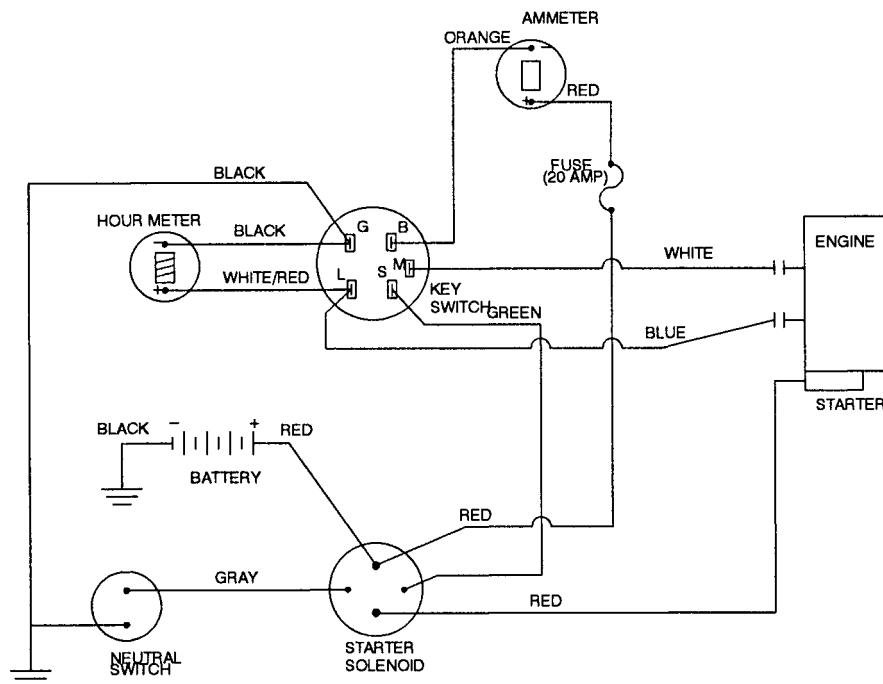 AMMETER
ORANGE
−
+
RED
FUSE
(20 AMP)
BLACK
HOUR METER
−
BLACK
G
B
ENGINE
WHITE
M
S
L
+
WHITE/RED
KEY
SWITCH
GREEN
BLUE
STARTER
BLACK
−
+
RED
BATTERY
RED
GRAY
RED
NEUTRAL
SWITCH
STARTER
SOLENOID